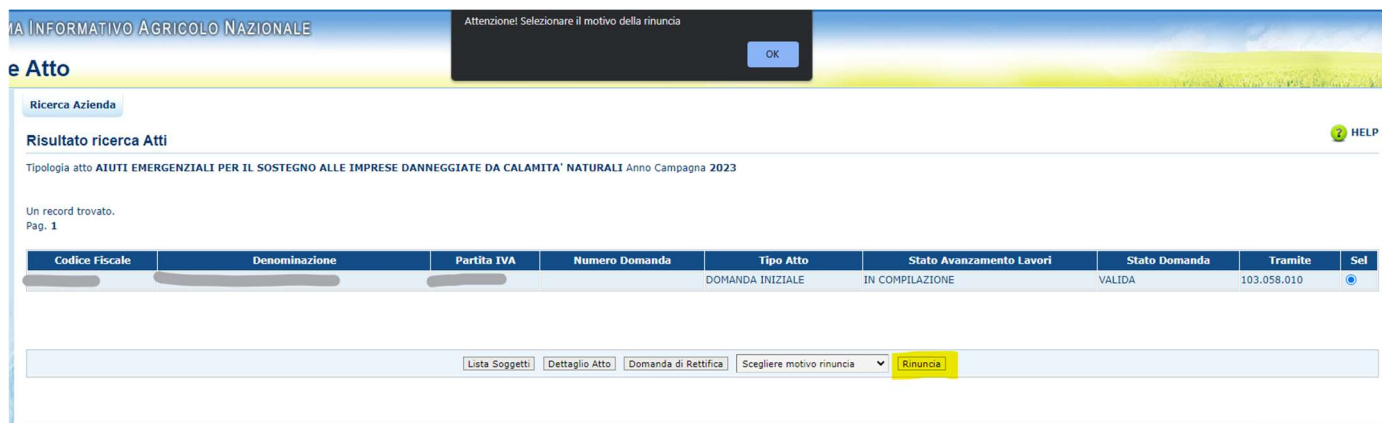 MA INFORMATIVO AGRICOLO NAZIONALE
Attenzione! Selezionare il motivo della rinuncia
OK
e Atto
Ricerca Azienda
Risultato ricerca Atti
? HELP
Tipologia atto AIUTI EMERGENZIALI PER IL SOSTEGNO ALLE IMPRESE DANNEGGIATE DA CALAMITA' NATURALI Anno Campagna 2023
Un record trovato.
Pag. 1
Codice Fiscale Denominazione Partita IVA Numero Domanda Tipo Atto Stato Avanzamento Lavori Stato Domanda Tramite Sel
DOMANDA INIZIALE IN COMPILAZIONE VALIDA 103.058.010
Lista Soggetti Dettaglio Atto Domanda di Rettifica Scegliere motivo rinuncia Rinuncia